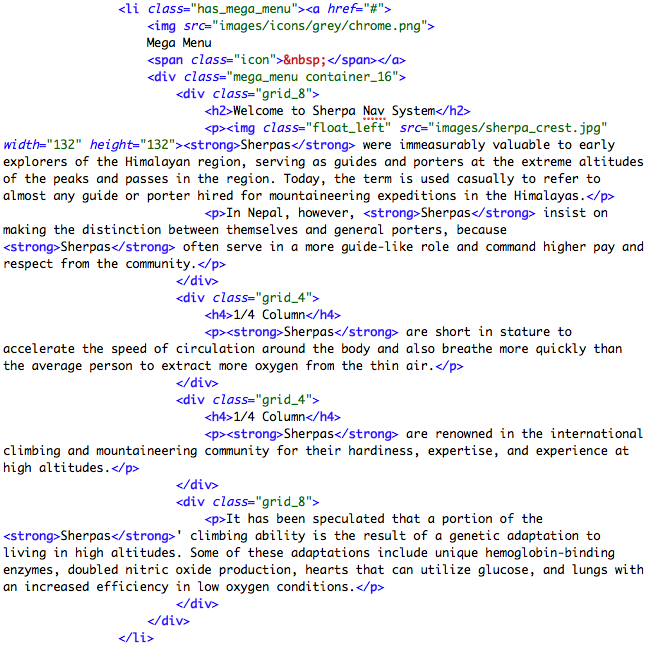 <li class="has_mega_menu"><a href="#">
<img src="images/icons/grey/chrome.png">
Mega Menu
<span class="icon">&nbsp;</span></a>
<div class="mega_menu container_16">
<div class="grid_8">
<h2>Welcome to Sherpa Nav System</h2>
<p><img class="float_left" src="images/sherpa_crest.jpg"
width="132" height="132"><strong>Sherpas</strong> were immeasurably valuable to early
explorers of the Himalayan region, serving as guides and porters at the extreme altitudes
of the peaks and passes in the region. Today, the term is used casually to refer to
almost any guide or porter hired for mountaineering expeditions in the Himalayas.</p>
<p>In Nepal, however, <strong>Sherpas</strong> insist on
making the distinction between themselves and general porters, because
<strong>Sherpas</strong> often serve in a more guide-like role and command higher pay and
respect from the community.</p>
</div>
<div class="grid_4">
<h4>1/4 Column</h4>
<p><strong>Sherpas</strong> are short in stature to
accelerate the speed of circulation around the body and also breathe more quickly than
the average person to extract more oxygen from the thin air.</p>
</div>
<div class="grid_4">
<h4>1/4 Column</h4>
<p><strong>Sherpas</strong> are renowned in the international
climbing and mountaineering community for their hardiness, expertise, and experience at
high altitudes.</p>
</div>
<div class="grid_8">
<p>It has been speculated that a portion of the
<strong>Sherpas</strong>' climbing ability is the result of a genetic adaptation to
living in high altitudes. Some of these adaptations include unique hemoglobin-binding
enzymes, doubled nitric oxide production, hearts that can utilize glucose, and lungs with
an increased efficiency in low oxygen conditions.</p>
</div>
</div>
</li>